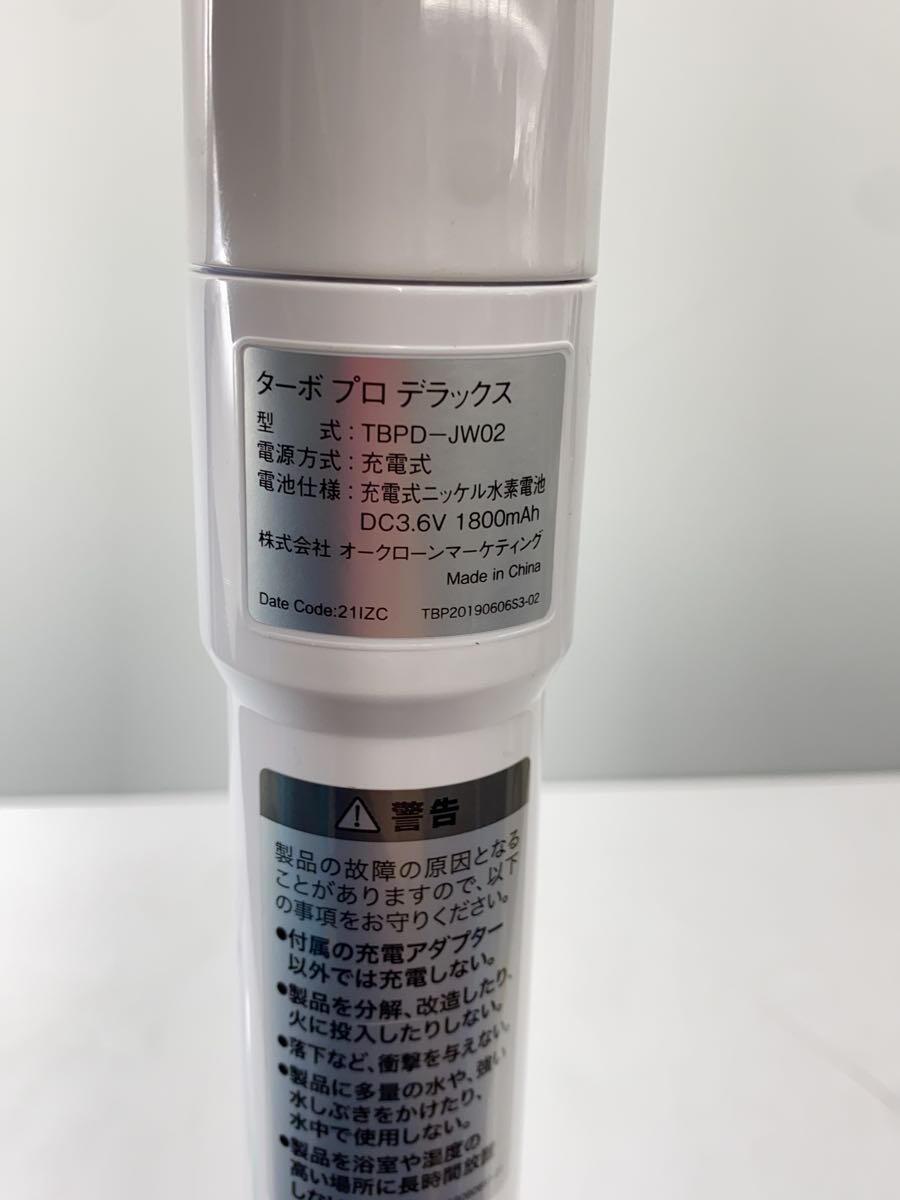 ターボ プロ デラックス
型 式：TBPD-JW02
電源方式：充電式
電池仕様：充電式ニッケル水素電池
DC3.6V 1800mAh
株式会社 オークローンマーケティング
Made in China
Date Code:21IZC TBP20190606S3-02
警告
製品の故障の原因となる
ことがありますので、以下
の事項をお守りください。
●付属の充電アダプター
以外では充電しない。
●製品を分解、改造したり、
火に投入したりしない。
●落下など、衝撃を与えない。
●製品に多量の水や、強い
水しぶきをかけたり、
水中で使用しない。
●製品を浴室や湿度の
高い場所に長時間放置
しない